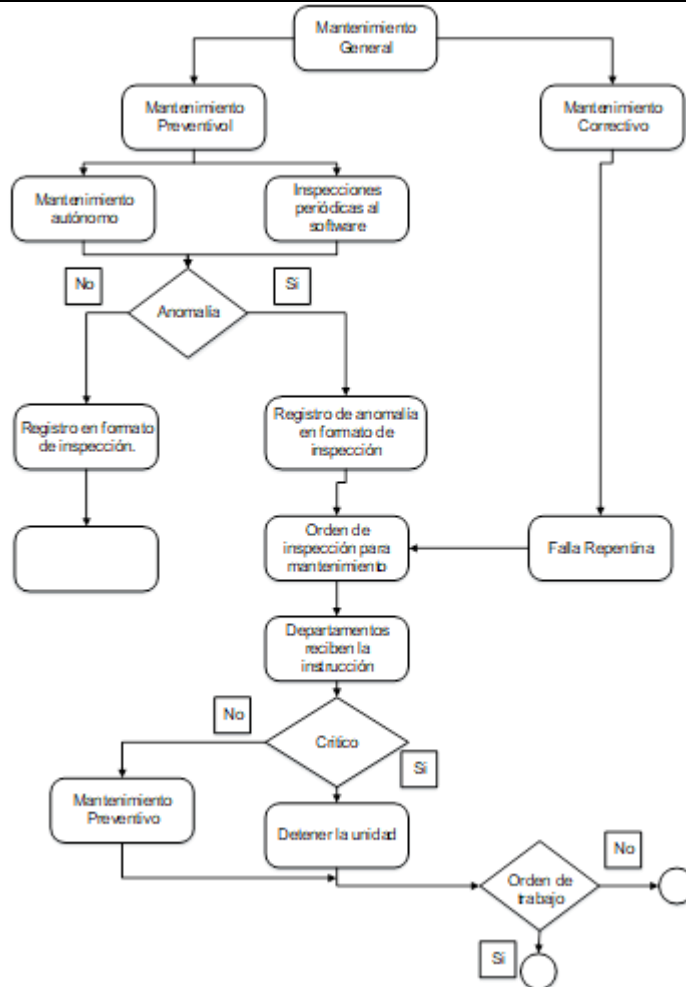 Mantenimiento
General
Mantenimiento
Preventivol
Mantenimiento
Correctivo
Mantenimiento
autónomo
Inspecciones
periódicas al
software
No
Sí
Anomalía
Registro en formato
de inspección.
Registro de anomalía
en formato de
inspección
Orden de
inspección para
mantenimiento
Falla Repentina
Departamentos
reciben la
instrucción
No
Critico
Sí
Mantenimiento
Preventivo
Detener la unidad
No
Orden de
trabajo
Sí